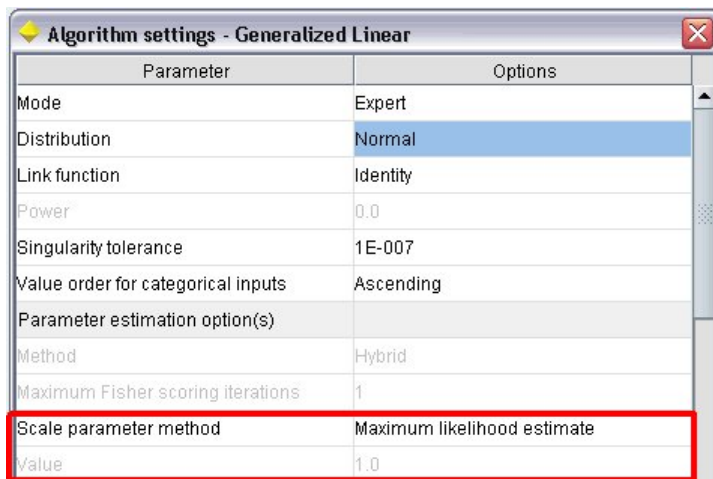 Algorithm settings - Generalized Linear
Parameter Options
Mode Expert
Distribution Normal
Link function Identity
Power 0.0
Singularity tolerance 1E-007
Value order for categorical inputs Ascending
Parameter estimation option(s)
Method Hybrid
Maximum Fisher scoring iterations 1
Scale parameter method Maximum likelihood estimate
Value 1.0